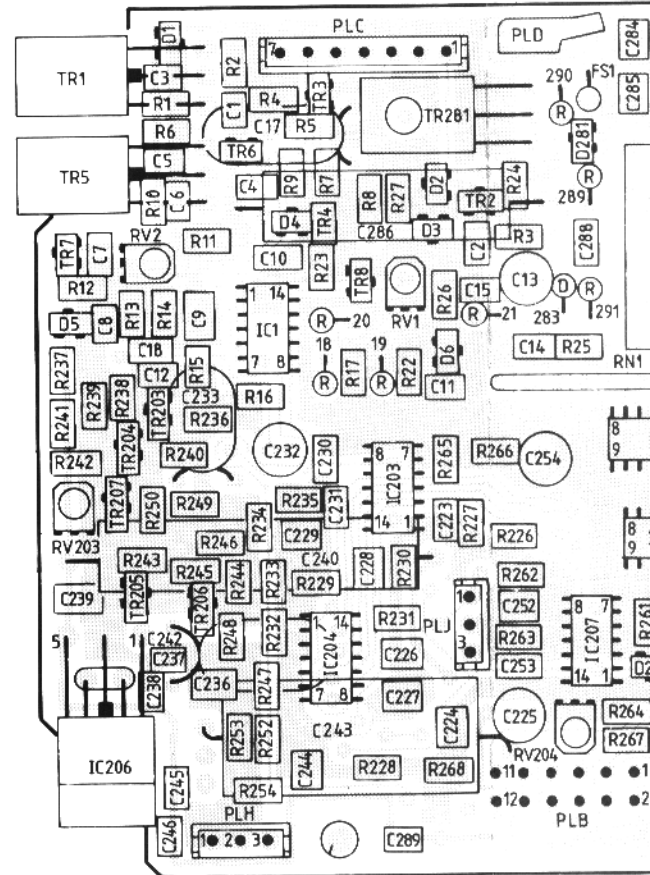 PLC
PLD
C284
D1
TR1
C3
R1
R2
7
1
R4
TR3
C1
C17
R5
TR281
290
FS1
R
C285
D281
R6
TR5
C5
TR6
R10
C6
C4
R9
R7
R8
R27
D2
TR2
R24
R
289
D4
TR4
C286
D3
C2
R3
C288
TR7
C7
RV2
R11
C10
R23
TR8
RV1
R26
C15
C13
R12
D
R
283
291
D5
C8
R13
R14
C9
1
14
IC1
7
8
R
20
R
21
C18
R237
C12
R15
18
19
R
R17
R
R22
D6
C11
C14
R25
RN1
R241
R239
R238
TR203
C233
R236
R16
TR204
R240
C232
C230
8
7
IC203
14
1
R265
R266
C254
8
9
R242
TR207
R250
R249
R234
R235
C231
C229
C223
R227
R226
8
9
RV203
R246
C240
C228
R230
R243
R245
R244
R233
R229
R262
C239
TR205
TR206
R231
PLJ
1
3
C252
R263
C253
8
7
IC207
14
1
R261
D2
5
1
C242
C237
R248
R232
1
14
IC204
7
8
C226
C238
C236
R247
C227
C225
R264
R253
R252
C243
C224
RV204
R267
IC206
C244
R228
R268
11
1
12
2
PLB
C245
R254
PLH
C246
1
2
3
C289